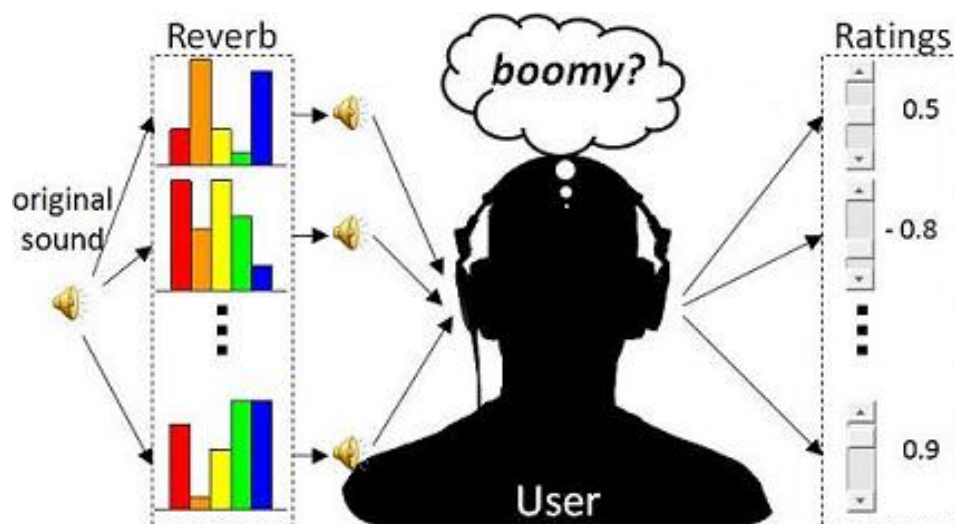 Reverb
boomy?
Ratings
original
sound
0.5
- 0.8
0.9
User